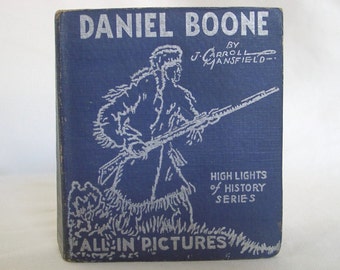 DANIEL BOONE
BY
J. CARROLL
MANSFIELD
HIGH LIGHTS
of HISTORY
SERIES
ALL IN PICTURES